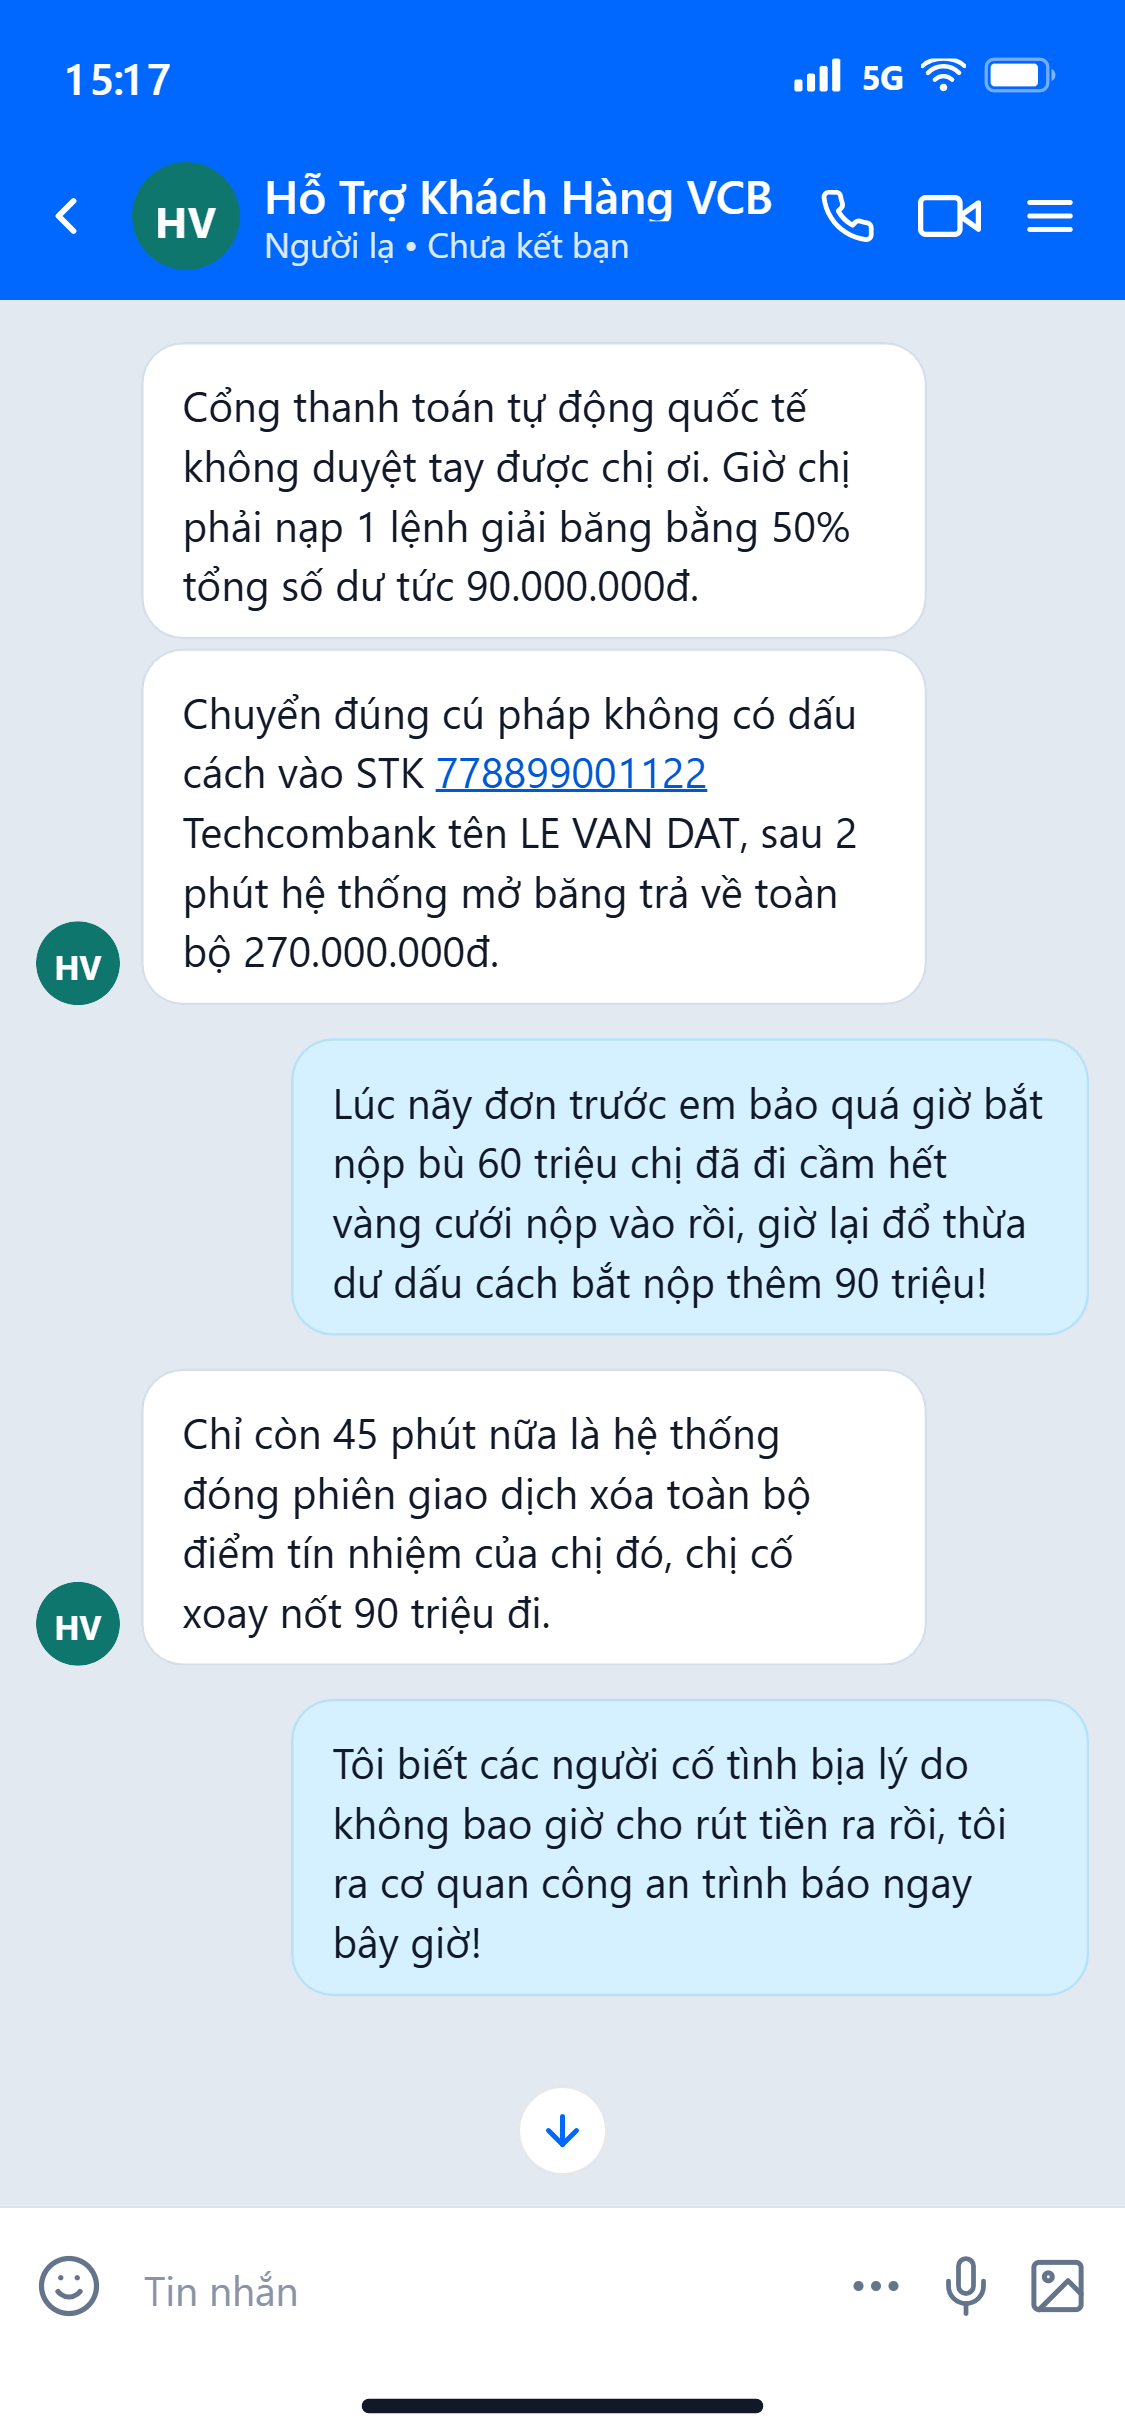 15:17
5G
HV
Hỗ Trợ Khách Hàng VCB
Người lạ • Chưa kết bạn
Cổng thanh toán tự động quốc tế
không duyệt tay được chị ơi. Giờ chị
phải nạp 1 lệnh giải băng bằng 50%
tổng số dư tức 90.000.000đ.
Chuyển đúng cú pháp không có dấu
cách vào STK 778899001122
Techcombank tên LE VAN DAT, sau 2
phút hệ thống mở băng trả về toàn
bộ 270.000.000đ.
HV
Lúc nãy đơn trước em bảo quá giờ bắt
nộp bù 60 triệu chị đã đi cầm hết
vàng cưới nộp vào rồi, giờ lại đổ thừa
dư dấu cách bắt nộp thêm 90 triệu!
Chỉ còn 45 phút nữa là hệ thống
đóng phiên giao dịch xóa toàn bộ
điểm tín nhiệm của chị đó, chị cố
xoay nốt 90 triệu đi.
HV
Tôi biết các người cố tình bịa lý do
không bao giờ cho rút tiền ra rồi, tôi
ra cơ quan công an trình báo ngay
bây giờ!
Tin nhắn